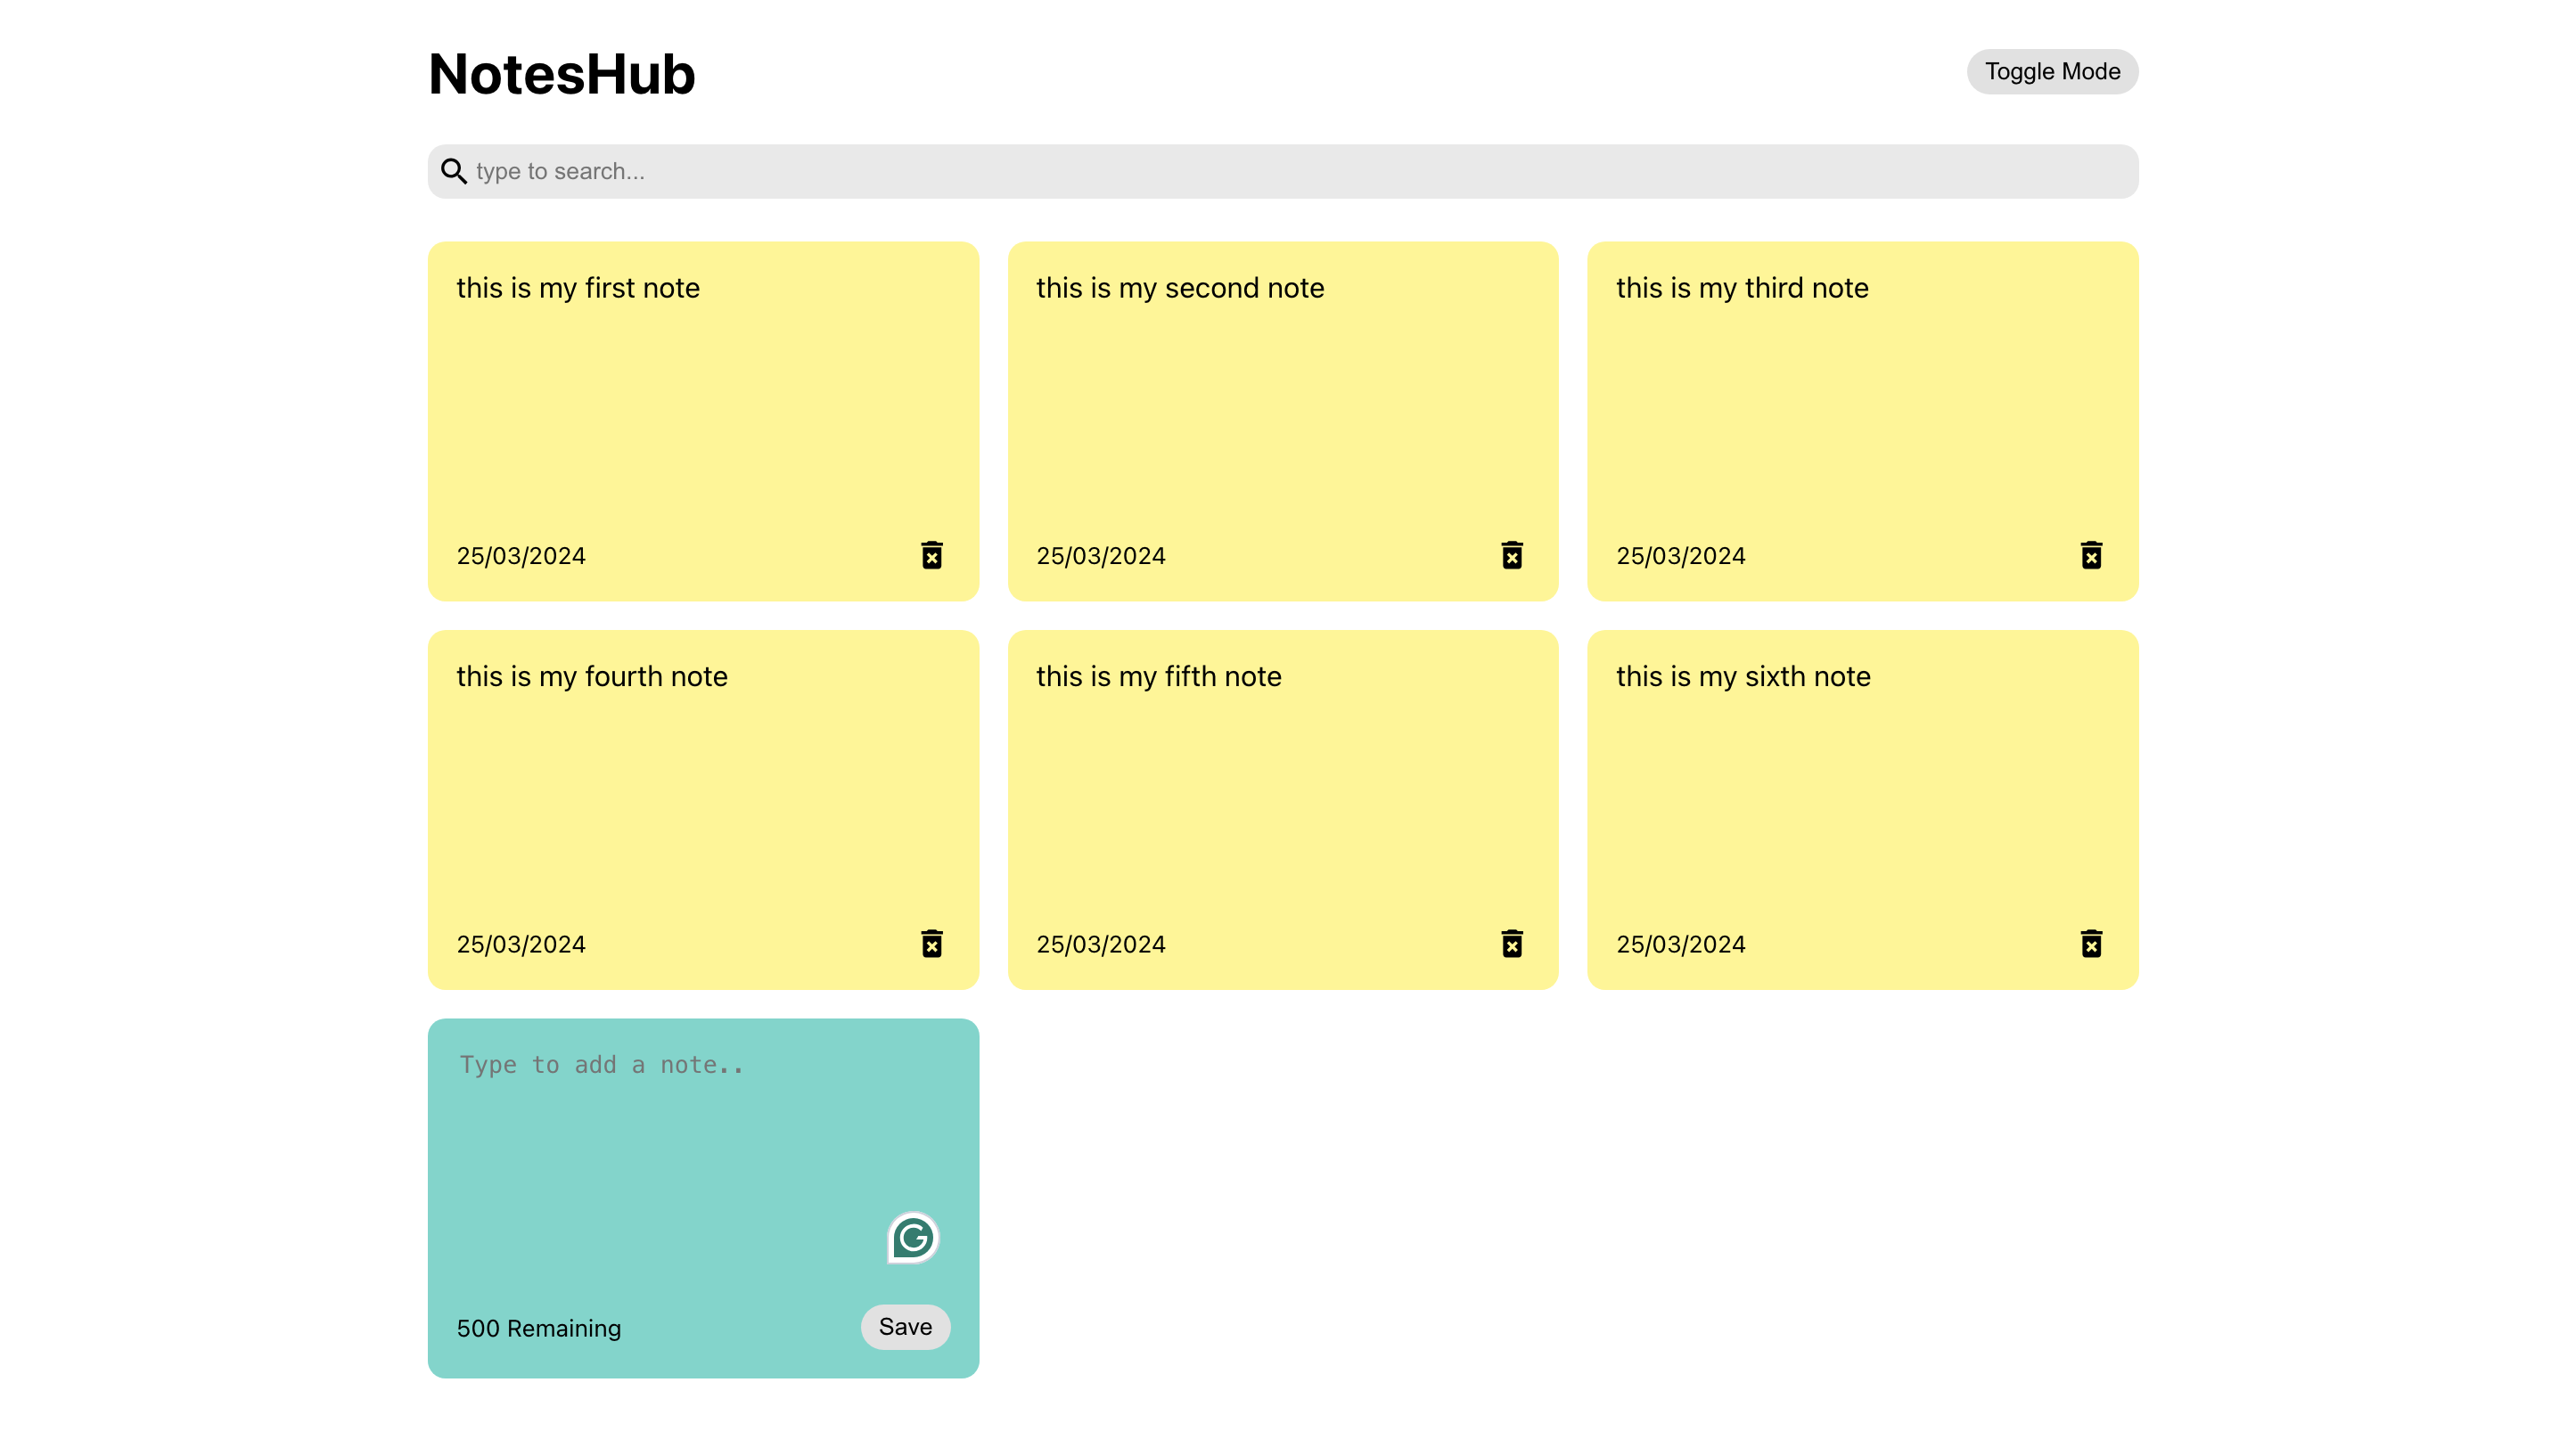 NotesHub
Toggle Mode
type to search...
this is my first note
25/03/2024
this is my second note
25/03/2024
this is my third note
25/03/2024
this is my fourth note
25/03/2024
this is my fifth note
25/03/2024
this is my sixth note
25/03/2024
Type to add a note..
G
500 Remaining
Save